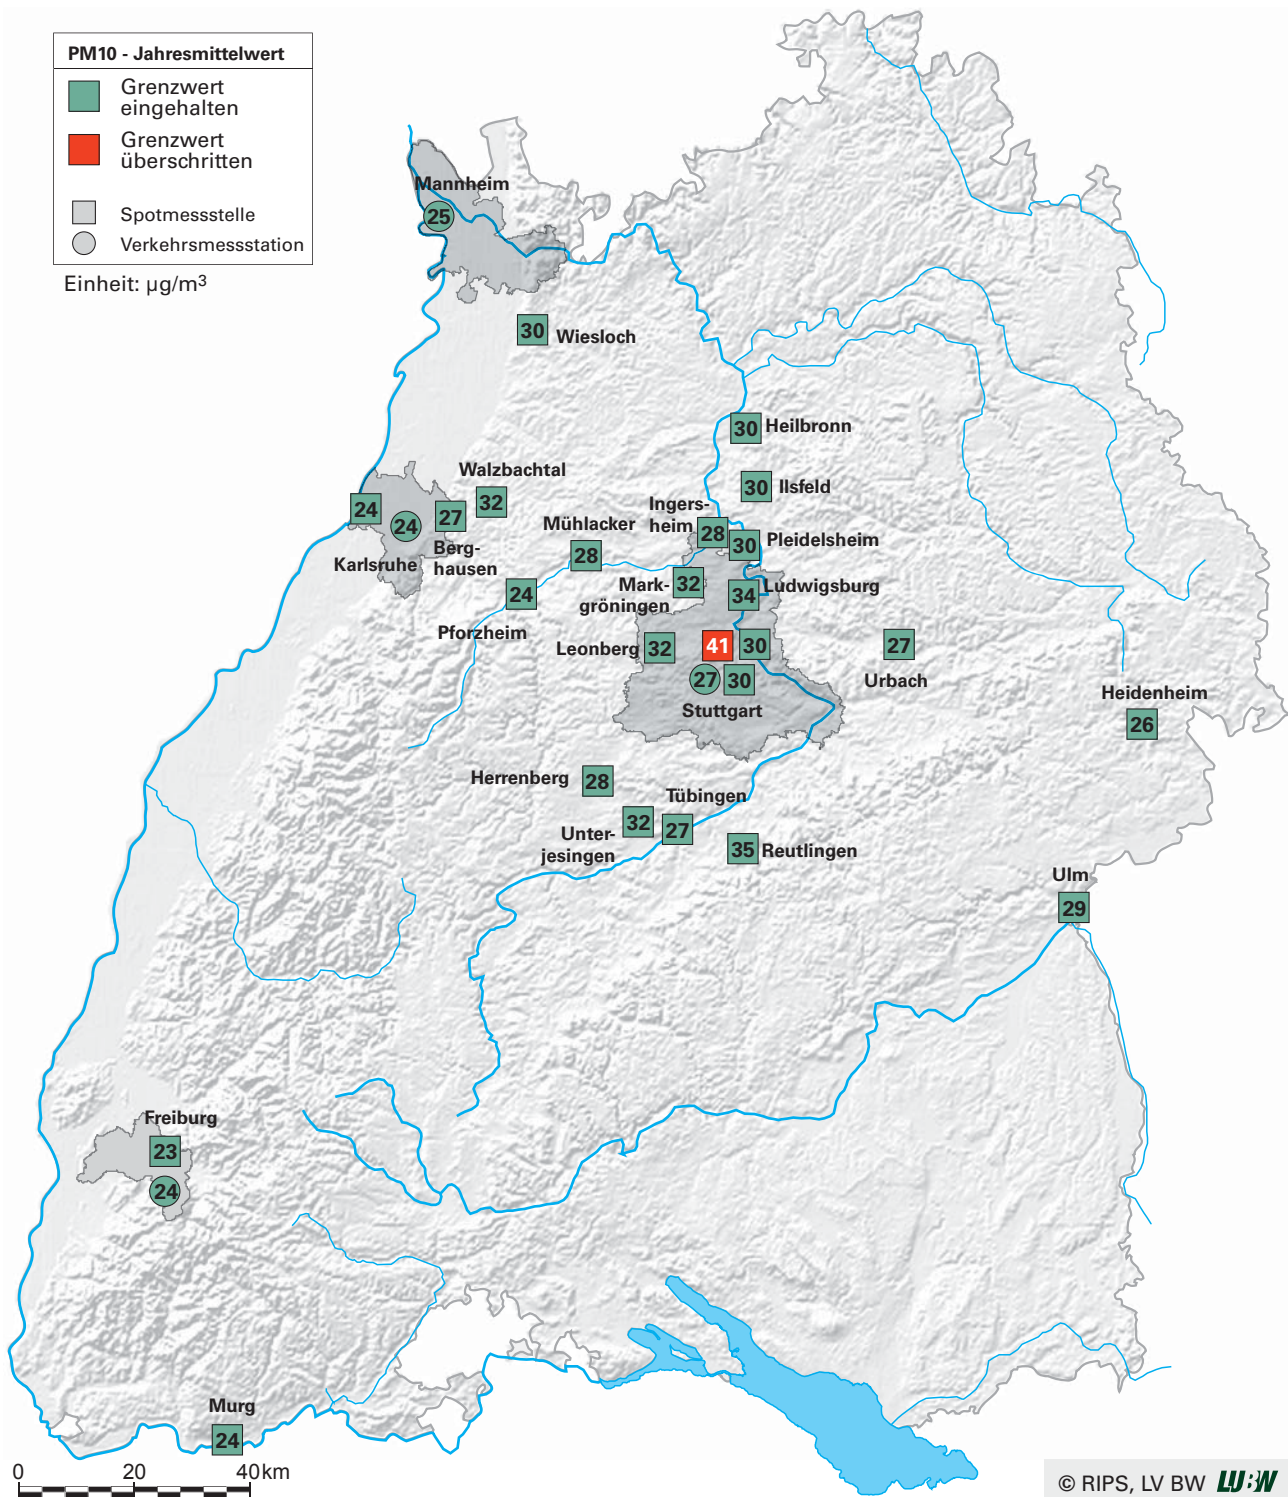 PM10 - Jahresmittelwert
Grenzwert
eingehalten
Grenzwert
überschritten
Spotmessstelle
Verkehrsmessstation
Einheit: µg/m³
Mannheim
25
30
Wiesloch
30
Heilbronn
30
Ilsfeld
Walzbachtal
32
24
24
27
Karlsruhe
Berg-
hausen
Ingers-
heim
28
30
Pleidelsheim
Mühlacker
28
24
Pforzheim
32
Mark-
gröningen
34
Ludwigsburg
Leonberg
32
41
30
27
30
Stuttgart
27
Urbach
Heidenheim
26
Herrenberg
28
Tübingen
32
27
Unter-
jesingen
35
Reutlingen
Ulm
29
Freiburg
23
24
Murg
24
0
20
40km
© RIPS, LV BW LUBW